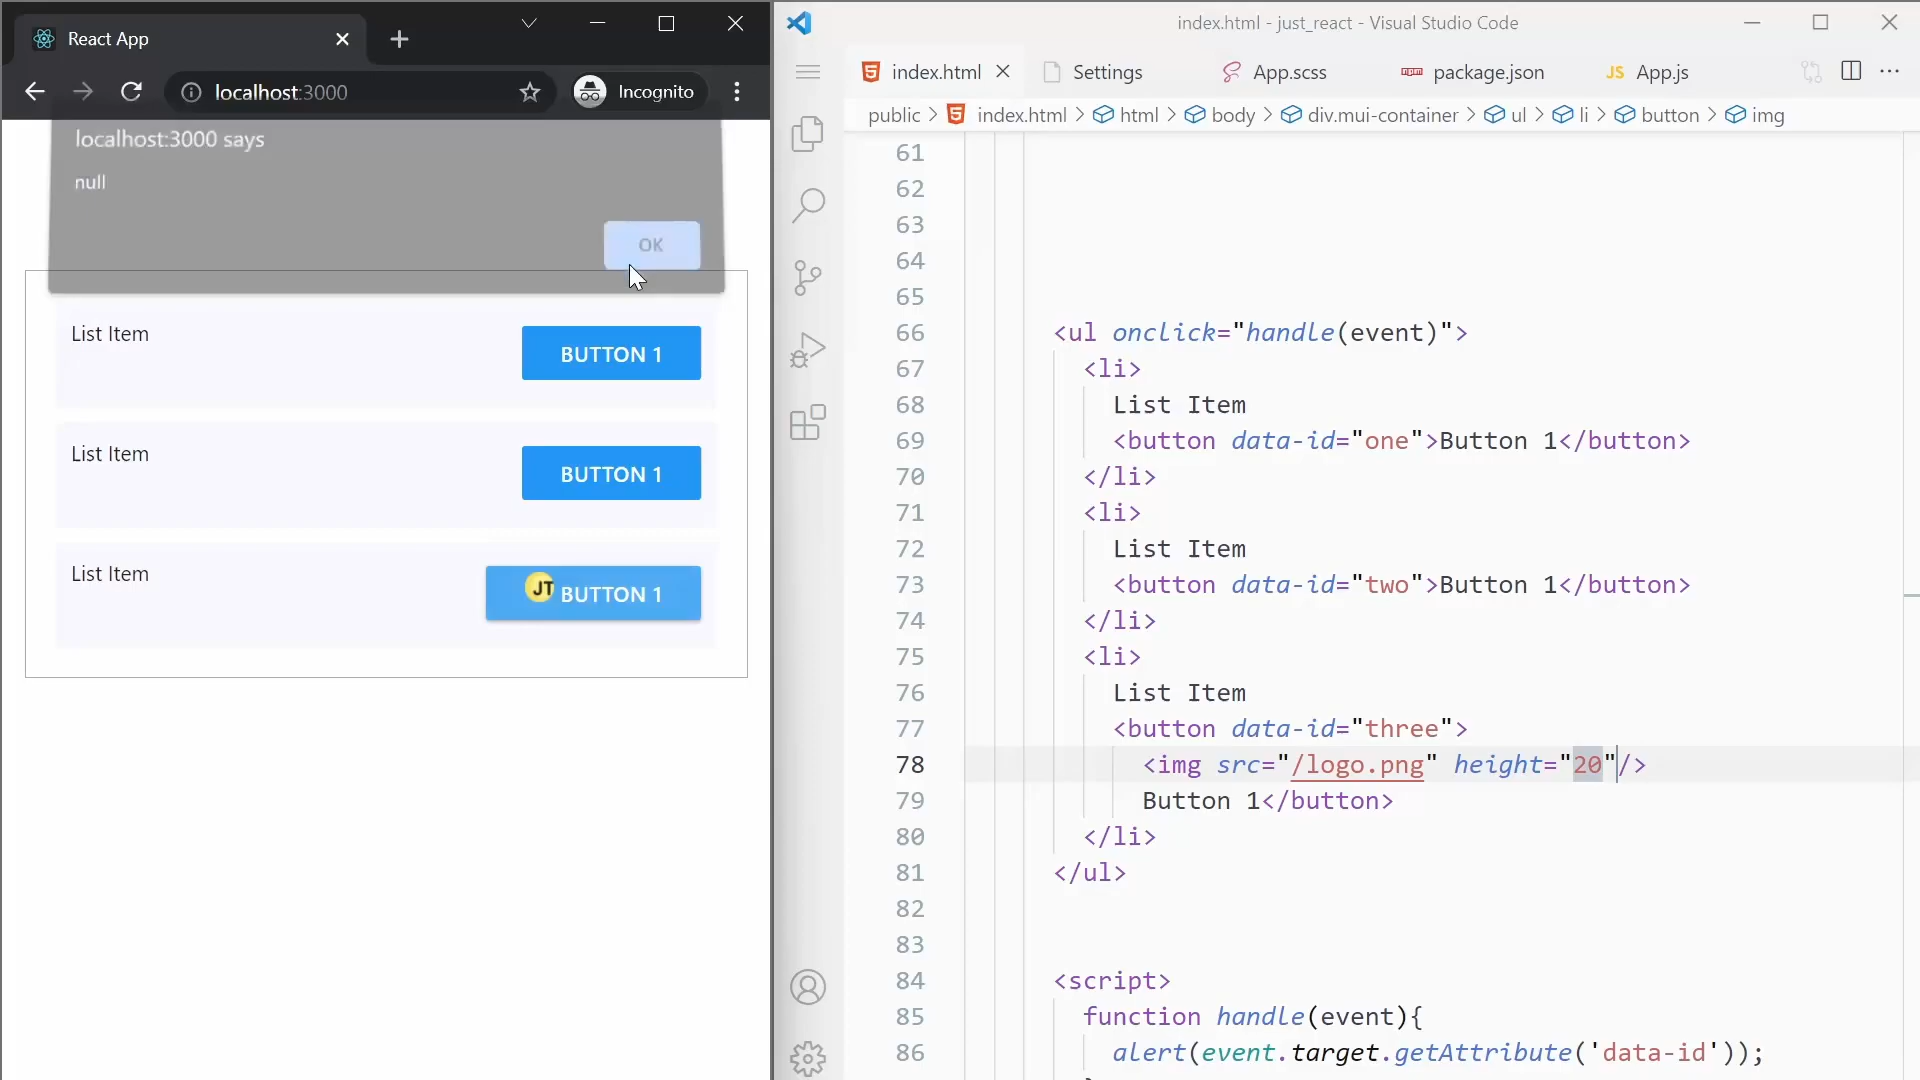 React App
localhost:3000
Incognito
localhost:3000 says
null
OK
List Item
BUTTON 1
List Item
BUTTON 1
List Item
JT BUTTON 1
index.html - just_react - Visual Studio Code
index.html
Settings
App.scss
npm package.json
JS App.js
public > index.html > html > body > div.mui-container > ul > li > button > img
61
62
63
64
65
66 <ul onclick="handle(event)">
67 <li>
68 List Item
69 <button data-id="one">Button 1</button>
70 </li>
71 <li>
72 List Item
73 <button data-id="two">Button 1</button>
74 </li>
75 <li>
76 List Item
77 <button data-id="three">
78 <img src="/logo.png" height="20"/>
79 Button 1</button>
80 </li>
81 </ul>
82
83
84 <script>
85 function handle(event){
86 alert(event.target.getAttribute('data-id'));